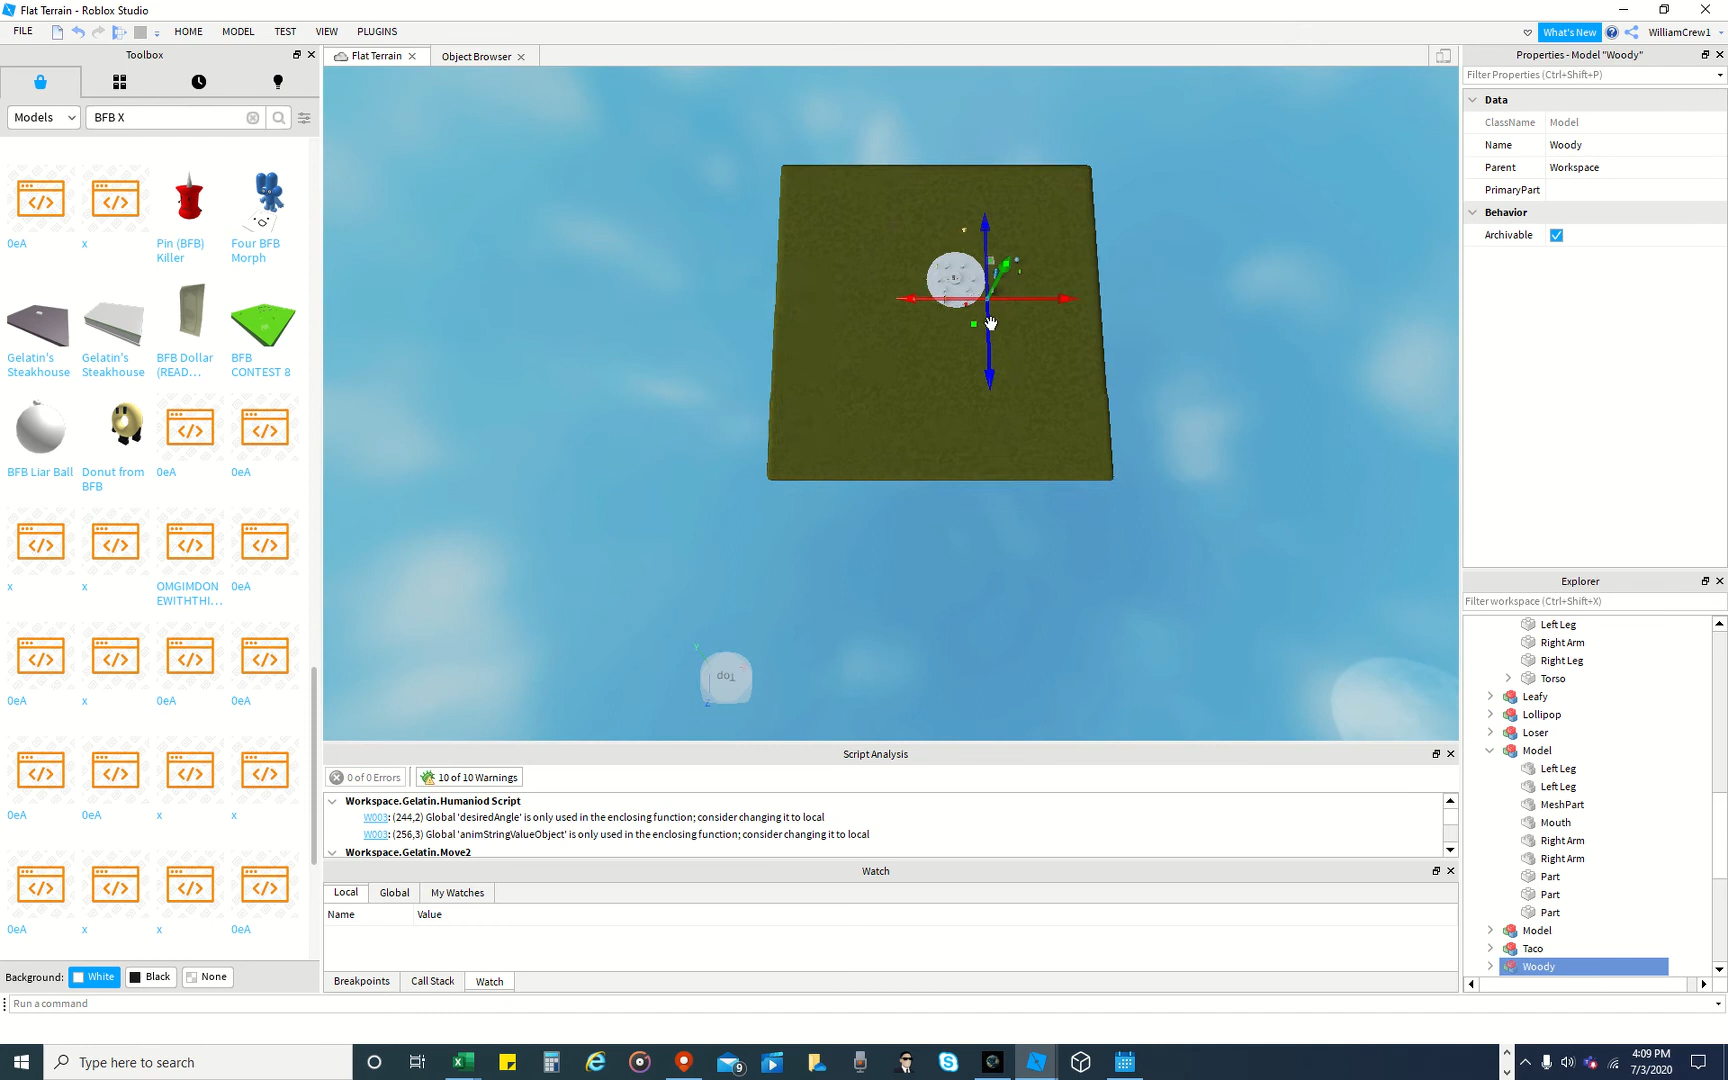 Flat Terrain - Roblox Studio
FILE HOME MODEL TEST VIEW PLUGINS What's New WilliamCrew1
Toolbox
Models BFB X
0eA x Pin (BFB) Killer Four BFB Morph
Gelatin's Steakhouse Gelatin's Steakhouse BFB Dollar (READ... BFB CONTEST 8
BFB Liar Ball Donut from BFB 0eA 0eA
x x OMGIMDON EWITHTHI... 0eA
0eA x 0eA 0eA
0eA 0eA x x
0eA x x 0eA
Background: White Black None
Run a command
Flat Terrain Object Browser
Top
Y
Z
Script Analysis
0 of 0 Errors 10 of 10 Warnings
Workspace.Gelatin.Humaniod Script
W003: (244,2) Global 'desiredAngle' is only used in the enclosing function; consider changing it to local
W003: (256,3) Global 'animStringValueObject' is only used in the enclosing function; consider changing it to local
Workspace.Gelatin.Move2
Watch
Local Global My Watches
Name Value
Breakpoints Call Stack Watch
Properties - Model "Woody"
Filter Properties (Ctrl+Shift+P)
Data
ClassName Model
Name Woody
Parent Workspace
PrimaryPart
Behavior
Archivable
Explorer
Filter workspace (Ctrl+Shift+X)
Left Leg
Right Arm
Right Leg
Torso
Leafy
Lollipop
Loser
Model
Left Leg
Left Leg
MeshPart
Mouth
Right Arm
Right Arm
Part
Part
Part
Model
Taco
Woody
Type here to search
9
4:09 PM
7/3/2020